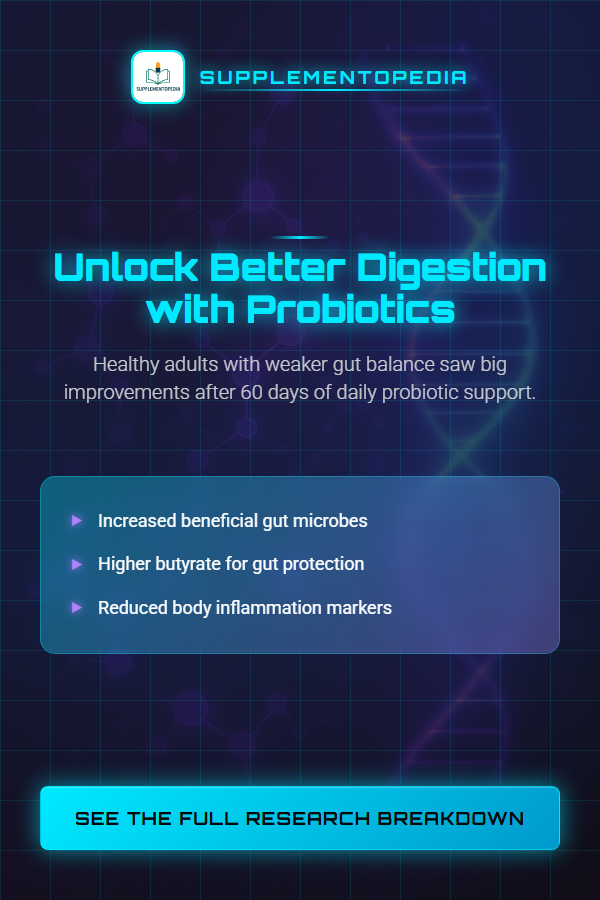 SUPPLEMENTOPEDIA
SUPPLEMENTOPEDIA
Unlock Better Digestion
with Probiotics
Healthy adults with weaker gut balance saw big
improvements after 60 days of daily probiotic support.
Increased beneficial gut microbes
Higher butyrate for gut protection
Reduced body inflammation markers
SEE THE FULL RESEARCH BREAKDOWN